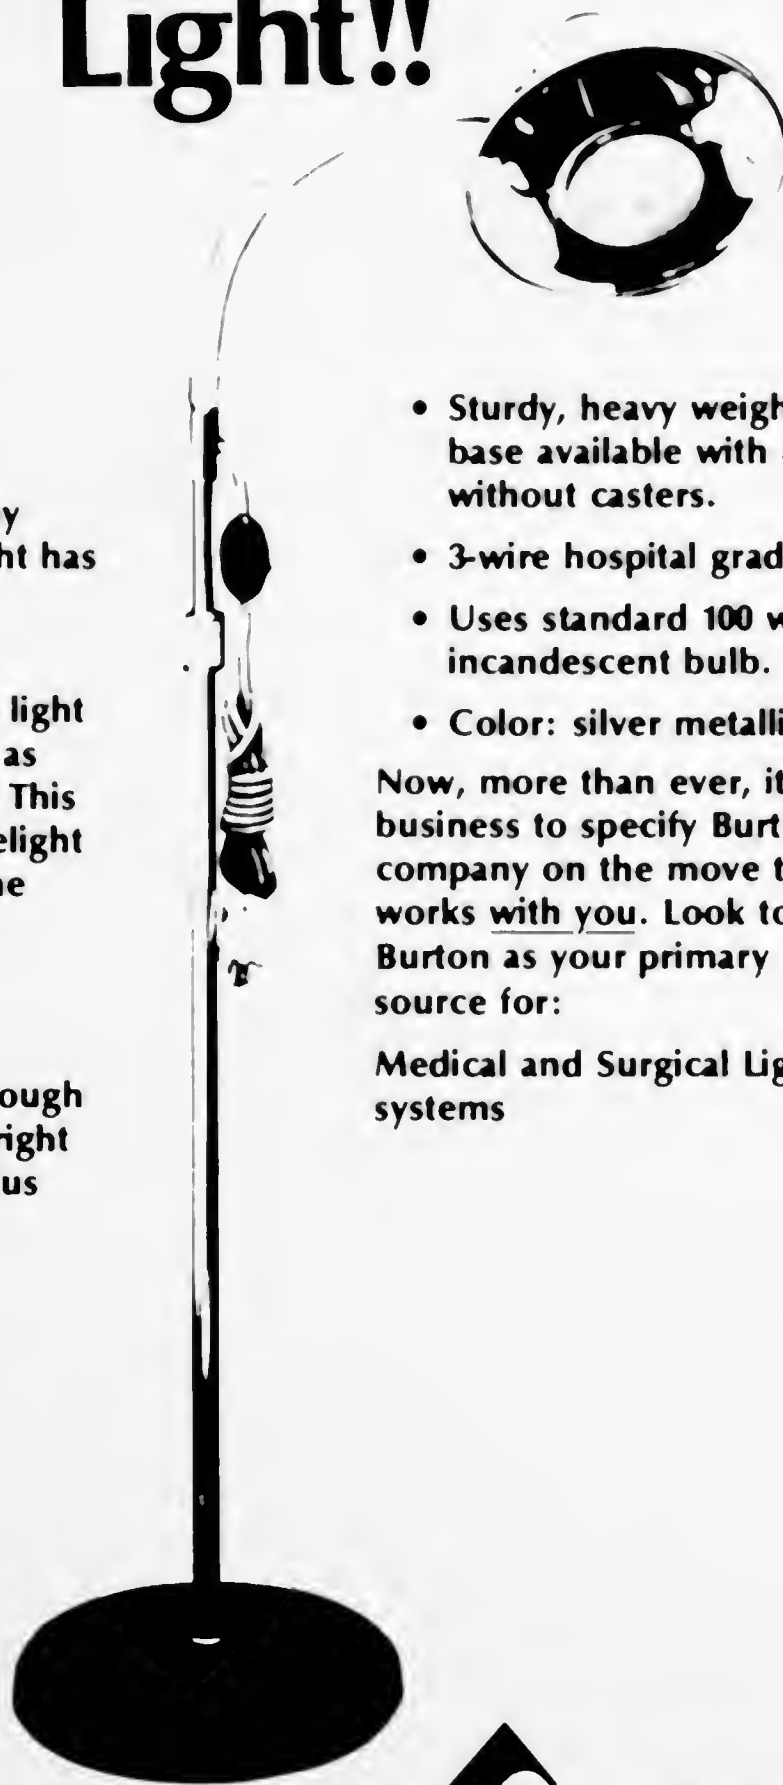 Light!!
y
ht has
light
as
This
elight
ne
ough
right
us
• Sturdy, heavy weigh
base available with
without casters.
• 3-wire hospital grad
• Uses standard 100 w
incandescent bulb.
• Color: silver metalli
Now, more than ever, it
business to specify Burt
company on the move t
works with you. Look to
Burton as your primary
source for:
Medical and Surgical Lig
systems